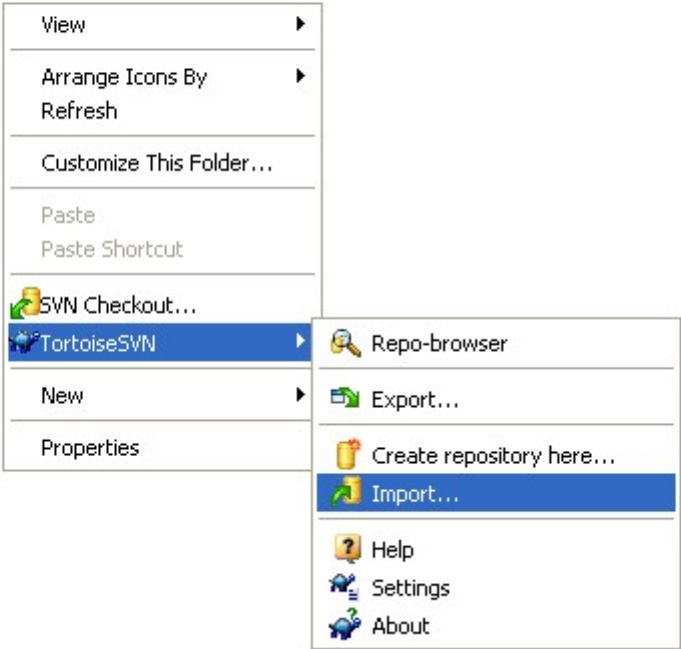 View
Arrange Icons By
Refresh
Customize This Folder...
Paste
Paste Shortcut
SVN Checkout...
TortoiseSVN
New
Properties
Repo-browser
Export...
Create repository here...
Import...
Help
Settings
About